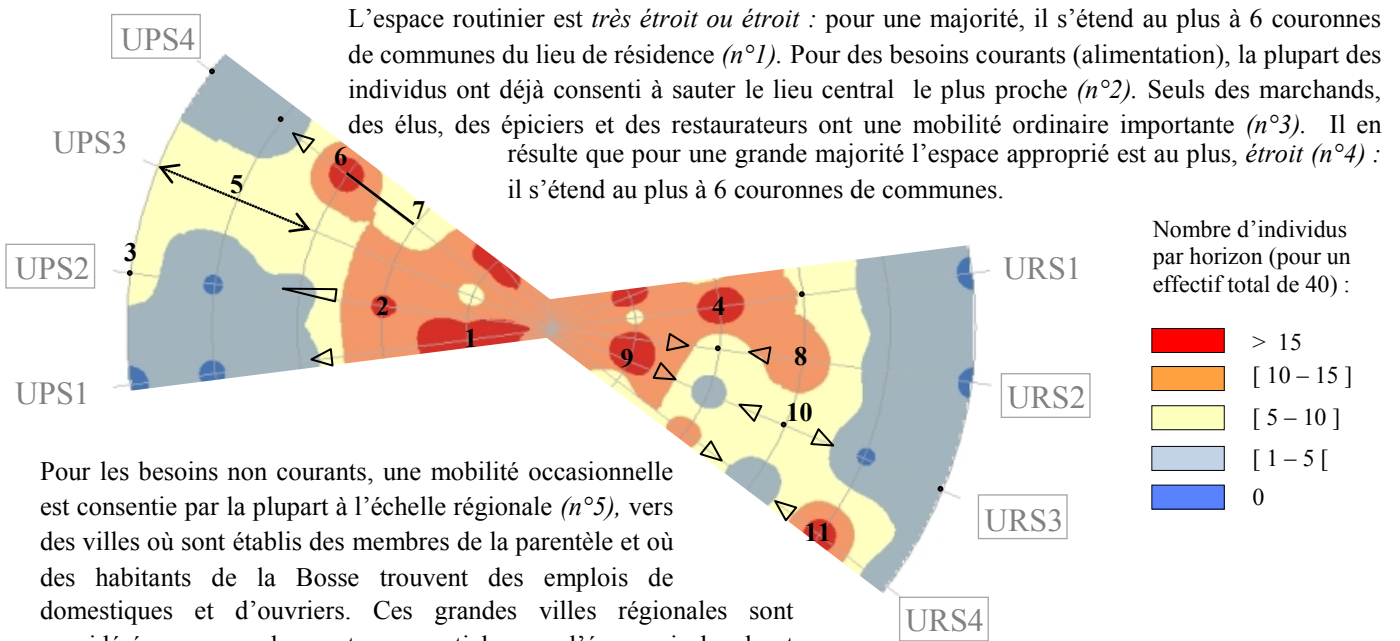 L’espace routinier est très étroit ou étroit : pour une majorité, il s’étend au plus à 6 couronnes
de communes du lieu de résidence (n°1). Pour des besoins courants (alimentation), la plupart des
individus ont déjà consenti à sauter le lieu central le plus proche (n°2). Seuls des marchands,
des élus, des épiciers et des restaurateurs ont une mobilité ordinaire importante (n°3). Il en
résulte que pour une grande majorité l’espace approprié est au plus, étroit (n°4) :
il s’étend au plus à 6 couronnes de communes.
UPS4
UPS3
UPS2
UPS1
6
5
7
3
2
1
4
9
8
10
11
URS1
URS2
URS3
URS4
Nombre d’individus
par horizon (pour un
effectif total de 40) :
> 15
[ 10 – 15 ]
[ 5 – 10 ]
[ 1 – 5 [
0
Pour les besoins non courants, une mobilité occasionnelle
est consentie par la plupart à l’échelle régionale (n°5), vers
des villes où sont établis des membres de la parentèle et où
des habitants de la Bosse trouvent des emplois de
domestiques et d’ouvriers. Ces grandes villes régionales sont